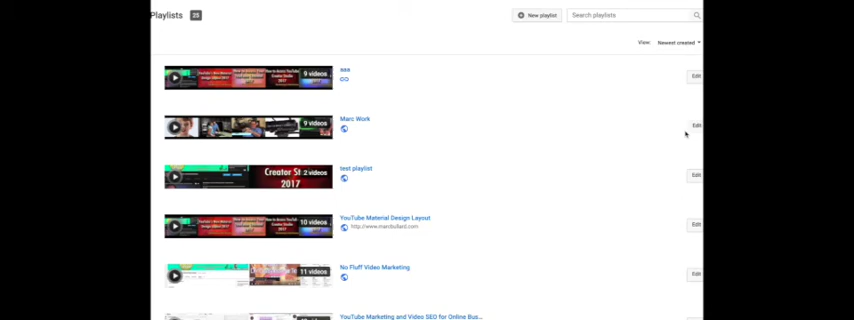 Playlists 25
New playlist
Search playlists
View: Newest created
9 videos
Edit
Marc Work
9 videos
Edit
test playlist
Creator St
2017
2 videos
Edit
YouTube Material Design Layout
http://www.marcbullard.com
10 videos
Edit
No Fluff Video Marketing
11 videos
Edit
YouTube Marketing and Video SEO for Online Bus...